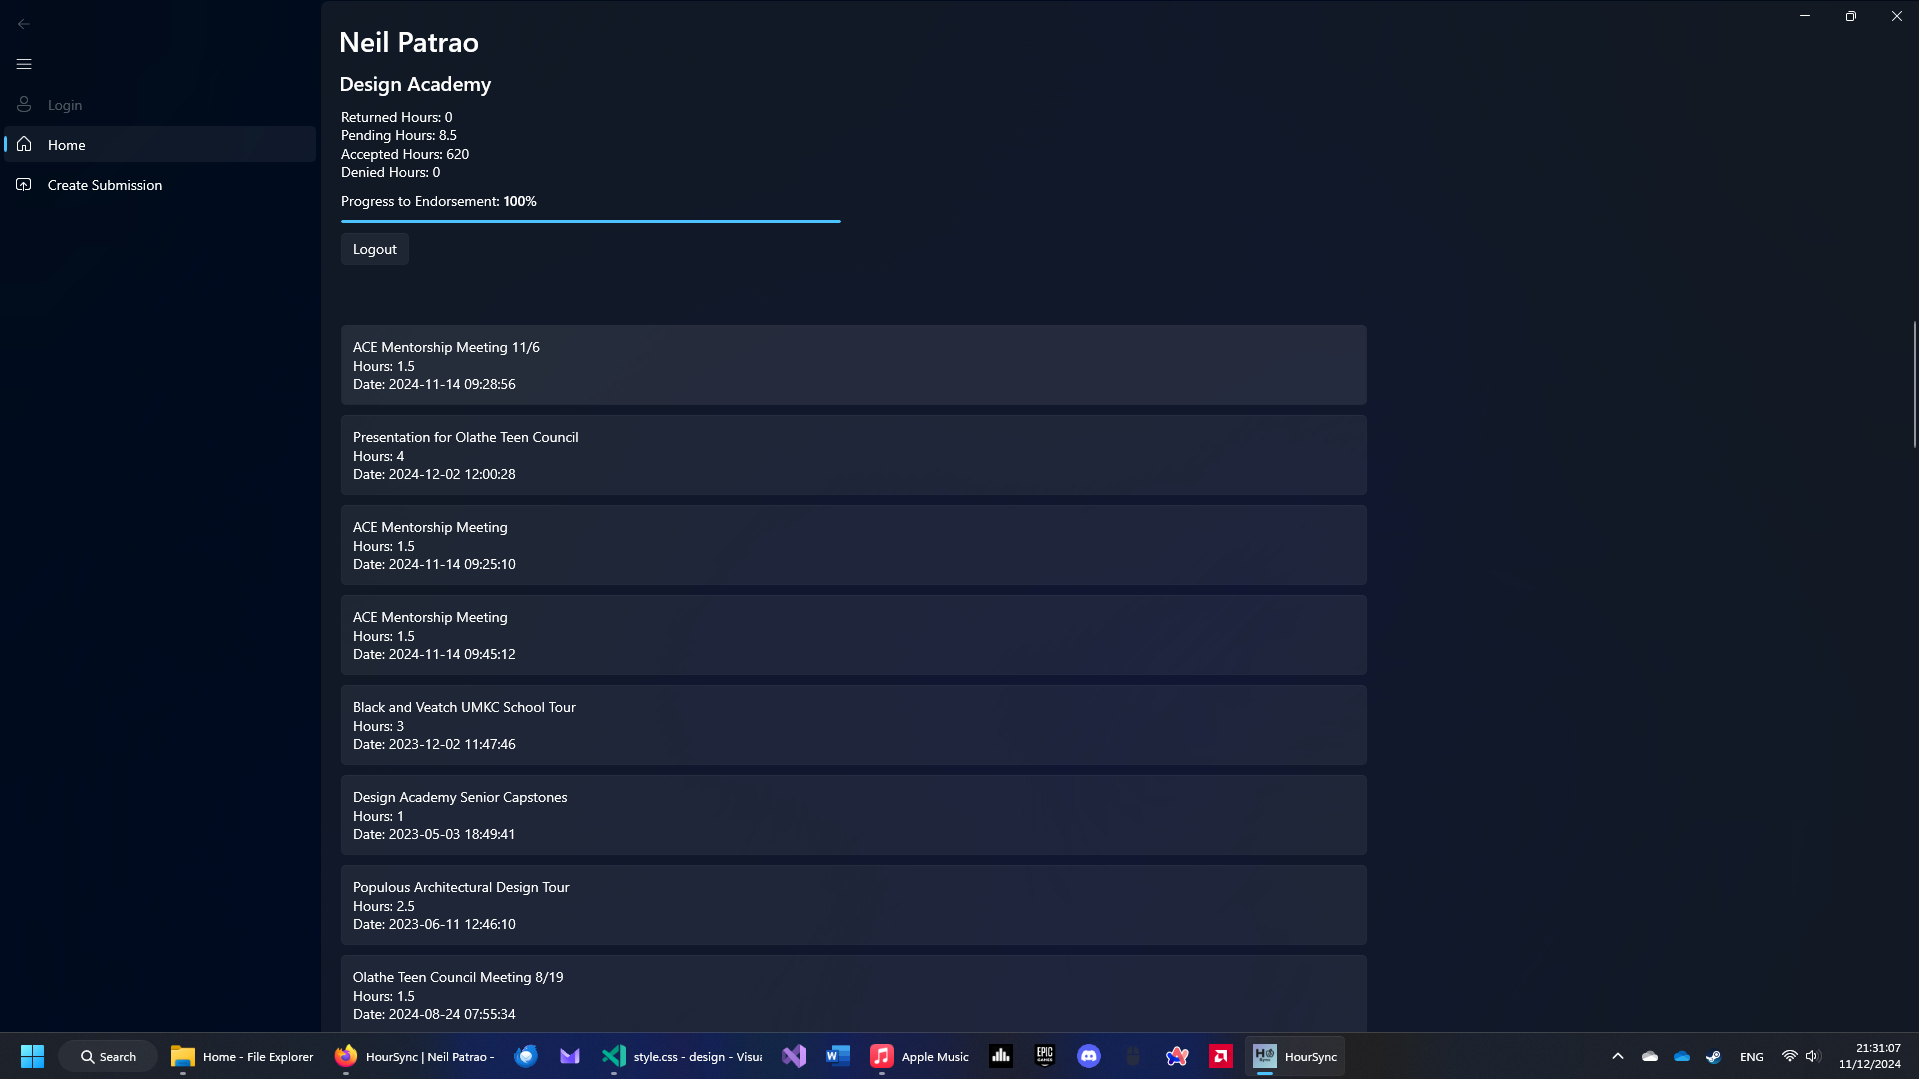 Neil Patrao
Design Academy
Returned Hours: 0
Pending Hours: 8.5
Accepted Hours: 620
Denied Hours: 0
Progress to Endorsement: 100%
Logout
Login
Home
Create Submission
ACE Mentorship Meeting 11/6
Hours: 1.5
Date: 2024-11-14 09:28:56
Presentation for Olathe Teen Council
Hours: 4
Date: 2024-12-02 12:00:28
ACE Mentorship Meeting
Hours: 1.5
Date: 2024-11-14 09:25:10
ACE Mentorship Meeting
Hours: 1.5
Date: 2024-11-14 09:45:12
Black and Veatch UMKC School Tour
Hours: 3
Date: 2023-12-02 11:47:46
Design Academy Senior Capstones
Hours: 1
Date: 2023-05-03 18:49:41
Populous Architectural Design Tour
Hours: 2.5
Date: 2023-06-11 12:46:10
Olathe Teen Council Meeting 8/19
Hours: 1.5
Date: 2024-08-24 07:55:34
Search
Home - File Explorer
HourSync | Neil Patrao -
style.css - design - Visua
Apple Music
EPIC GAMES
HourSync
ENG
21:31:07
11/12/2024